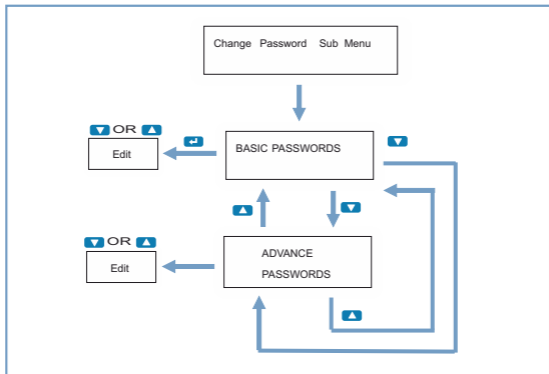 Change Password Sub Menu
OR
Edit
BASIC PASSWORDS
OR
Edit
ADVANCE
PASSWORDS